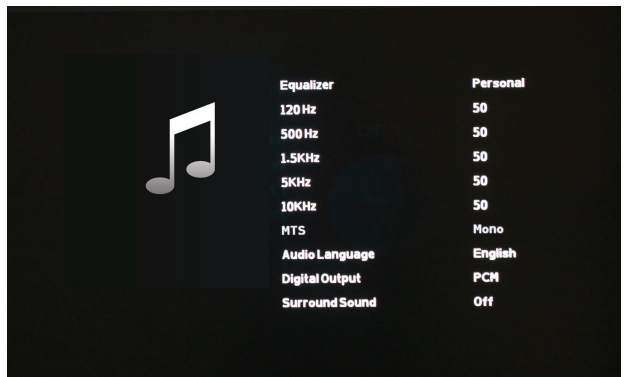 Equalizer Personal
120 Hz 50
500 Hz 50
1.5KHz 50
5KHz 50
10KHz 50
MTS Mono
Audio Language English
Digital Output PCM
Surround Sound Off